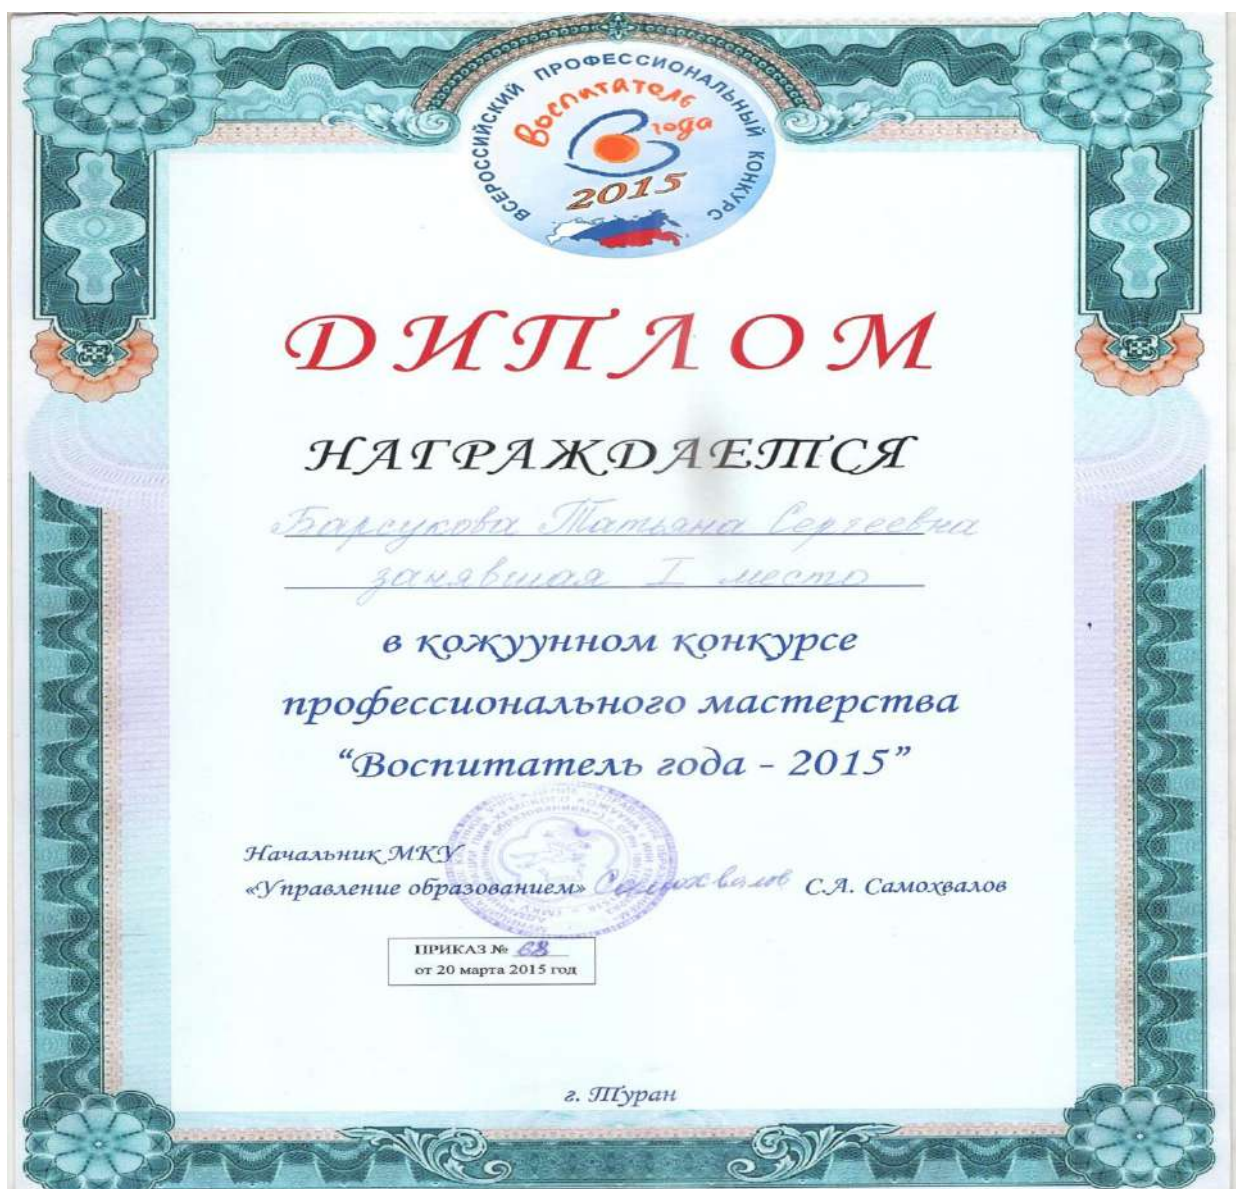 ВСЕРОССИЙСКИЙ ПРОФЕССИОНАЛЬНЫЙ КОНКУРС
Воспитатель
года
2015
ДИПЛОМ
НАГРАЖДАЕТСЯ
Барсукова Татьяна Сергеевна
занявшая I место
в кожуунном конкурсе
профессионального мастерства
“Воспитатель года - 2015”
Начальник МКУ
«Управление образованием» Самохвалов С.А. Самохвалов
ПРИКАЗ № 68
от 20 марта 2015 год
г. Туран